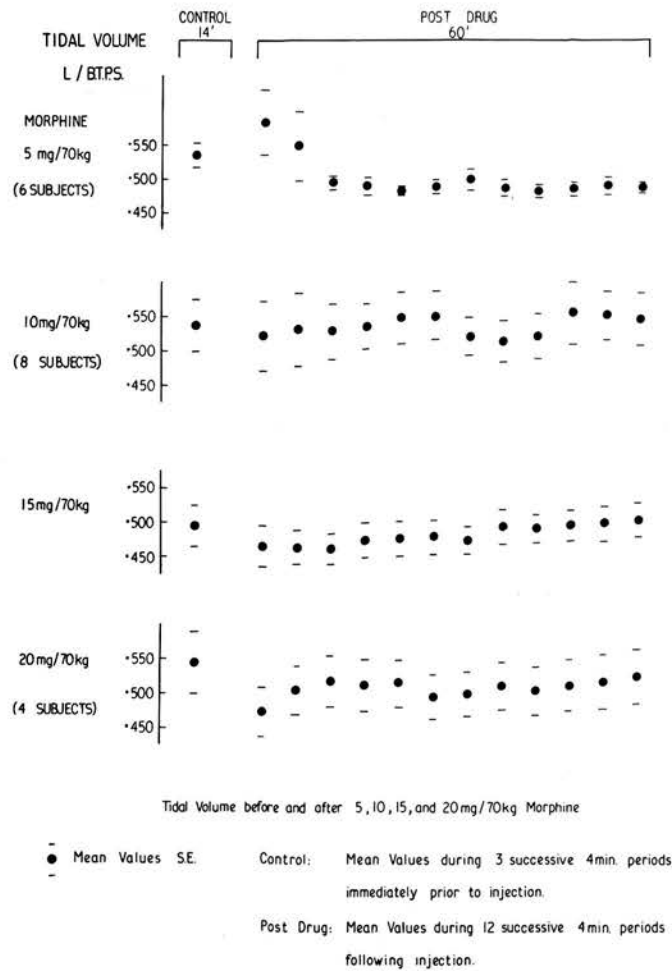 CONTROL
14'
POST DRUG
60'
TIDAL VOLUME
L / B.T.P.S.
MORPHINE
5 mg/70kg
(6 SUBJECTS)
·550
·500
·450
10mg/70kg
(8 SUBJECTS)
·550
·500
·450
15mg/70kg
·550
·500
·450
20mg/70kg
(4 SUBJECTS)
·550
·500
·450
Tidal Volume before and after 5, 10, 15, and 20mg/70kg Morphine
Mean Values S.E.
Control: Mean Values during 3 successive 4min. periods
immediately prior to injection.
Post Drug: Mean Values during 12 successive 4min. periods
following injection.